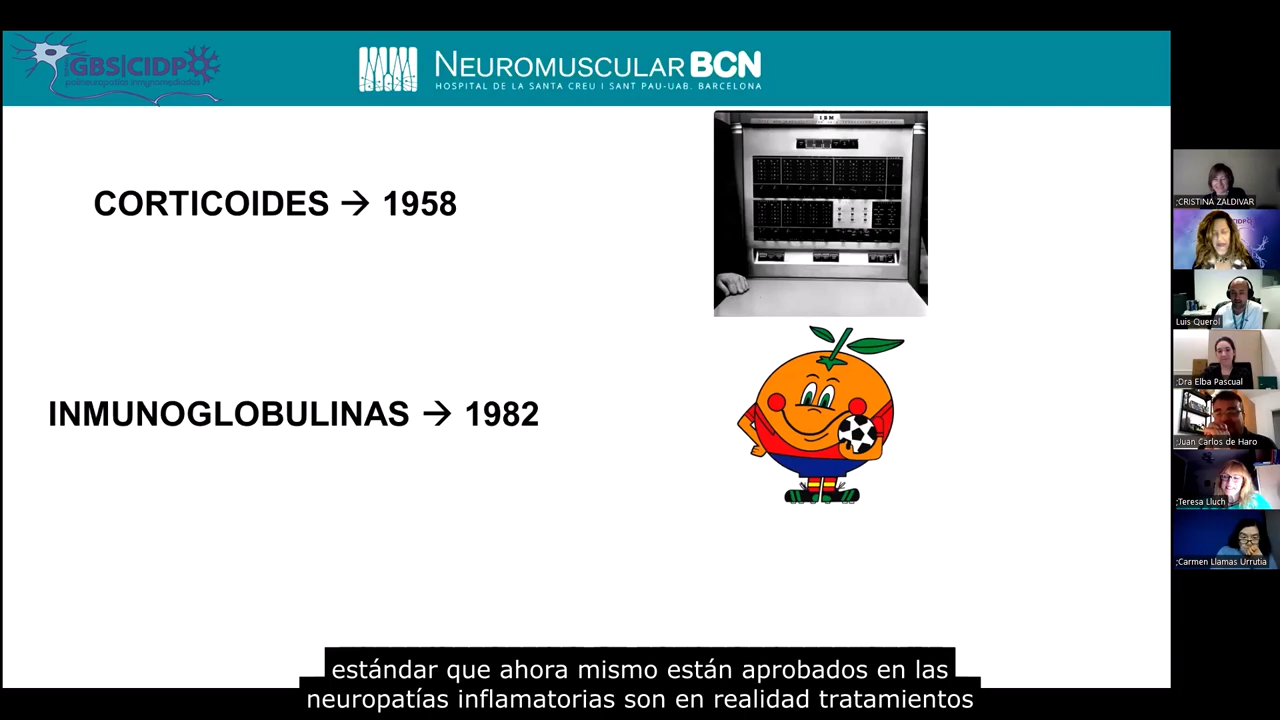 GBS|CIDP
polineuropatías inmunomediadas
NEUROMUSCULAR BCN
HOSPITAL DE LA SANTA CREU I SANT PAU-UAB. BARCELONA
IBM
CORTICOIDES → 1958
INMUNOGLOBULINAS → 1982
;CRISTINA ZALDIVAR
Luis Querol
;Dra Elba Pascual
;Juan Carlos de Haro
;Teresa Lluch
;Carmen Llamas Urrutia
estándar que ahora mismo están aprobados en las
neuropatías inflamatorias son en realidad tratamientos